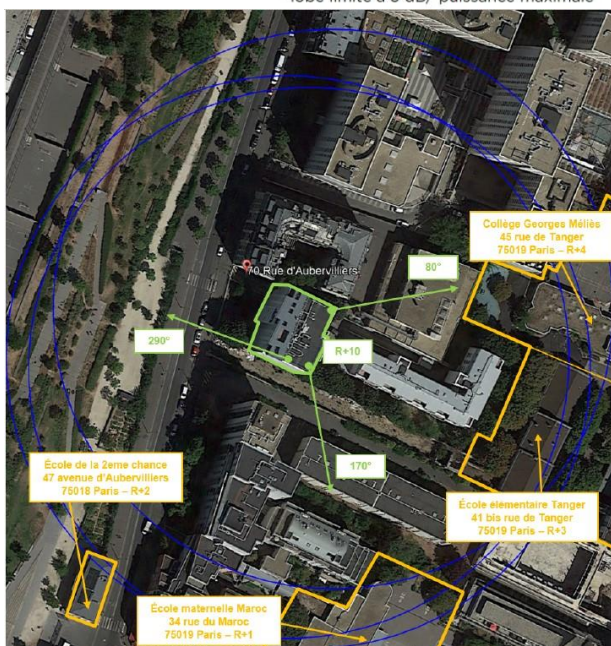 lobe limité à 3 dB/ puissance maximale
Collège Georges Méliès
45 rue de Tanger
75019 Paris – R+4
70 Rue d'Aubervilliers
80°
290°
R+10
170°
École de la 2eme chance
47 avenue d'Aubervilliers
75018 Paris – R+2
École élementaire Tanger
41 bis rue de Tanger
75019 Paris – R+3
École maternelle Maroc
34 rue du Maroc
75019 Paris – R+1